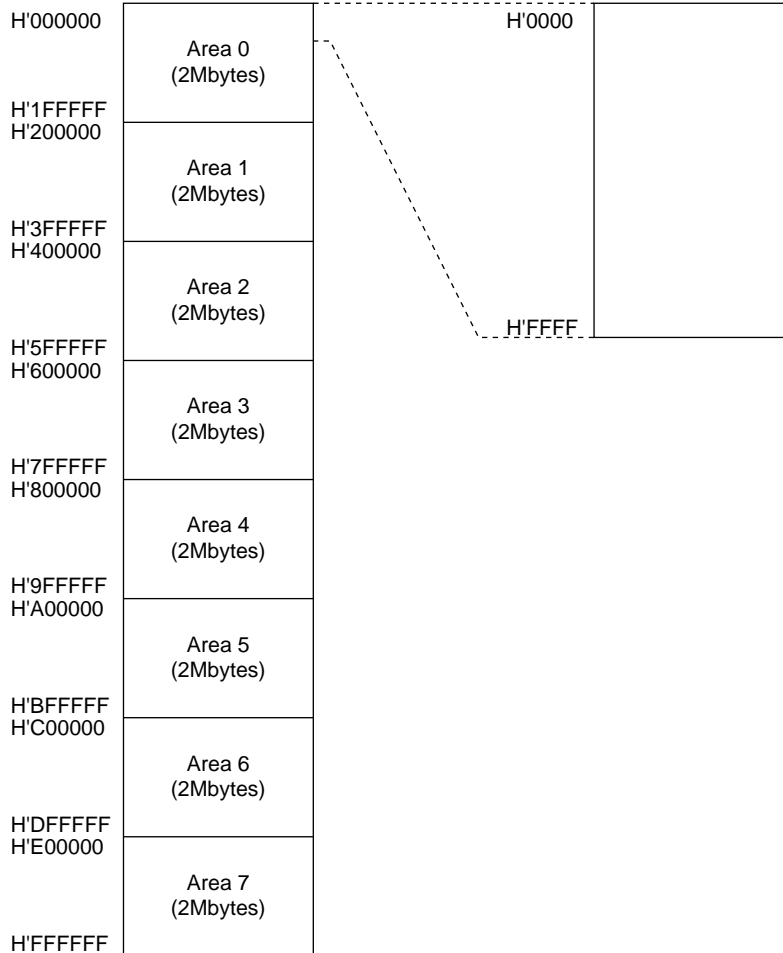 H'000000
Area 0
(2Mbytes)
H'1FFFFF
H'200000
Area 1
(2Mbytes)
H'3FFFFF
H'400000
Area 2
(2Mbytes)
H'5FFFFF
H'600000
Area 3
(2Mbytes)
H'7FFFFF
H'800000
Area 4
(2Mbytes)
H'9FFFFF
H'A00000
Area 5
(2Mbytes)
H'BFFFFF
H'C00000
Area 6
(2Mbytes)
H'DFFFFF
H'E00000
Area 7
(2Mbytes)
H'FFFFFF
H'0000
H'FFFF